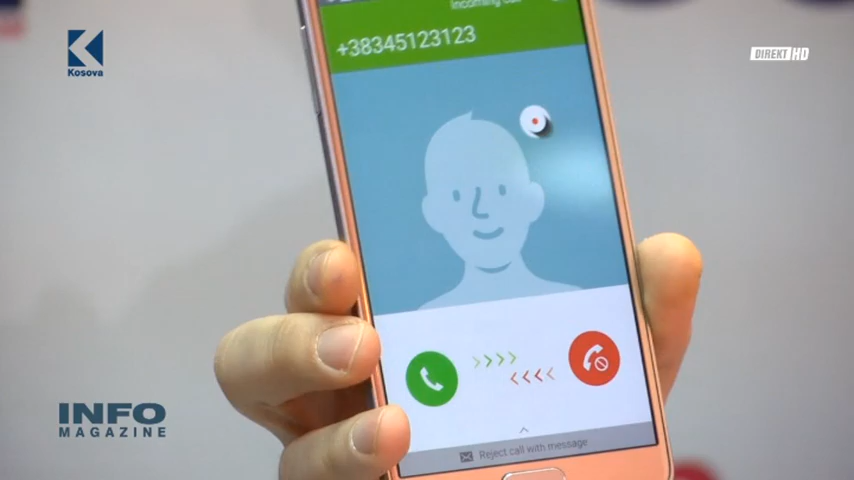 Incoming call
+38345123123
Kosova
DIREKT HD
INFO
MAGAZINE
Reject call with message